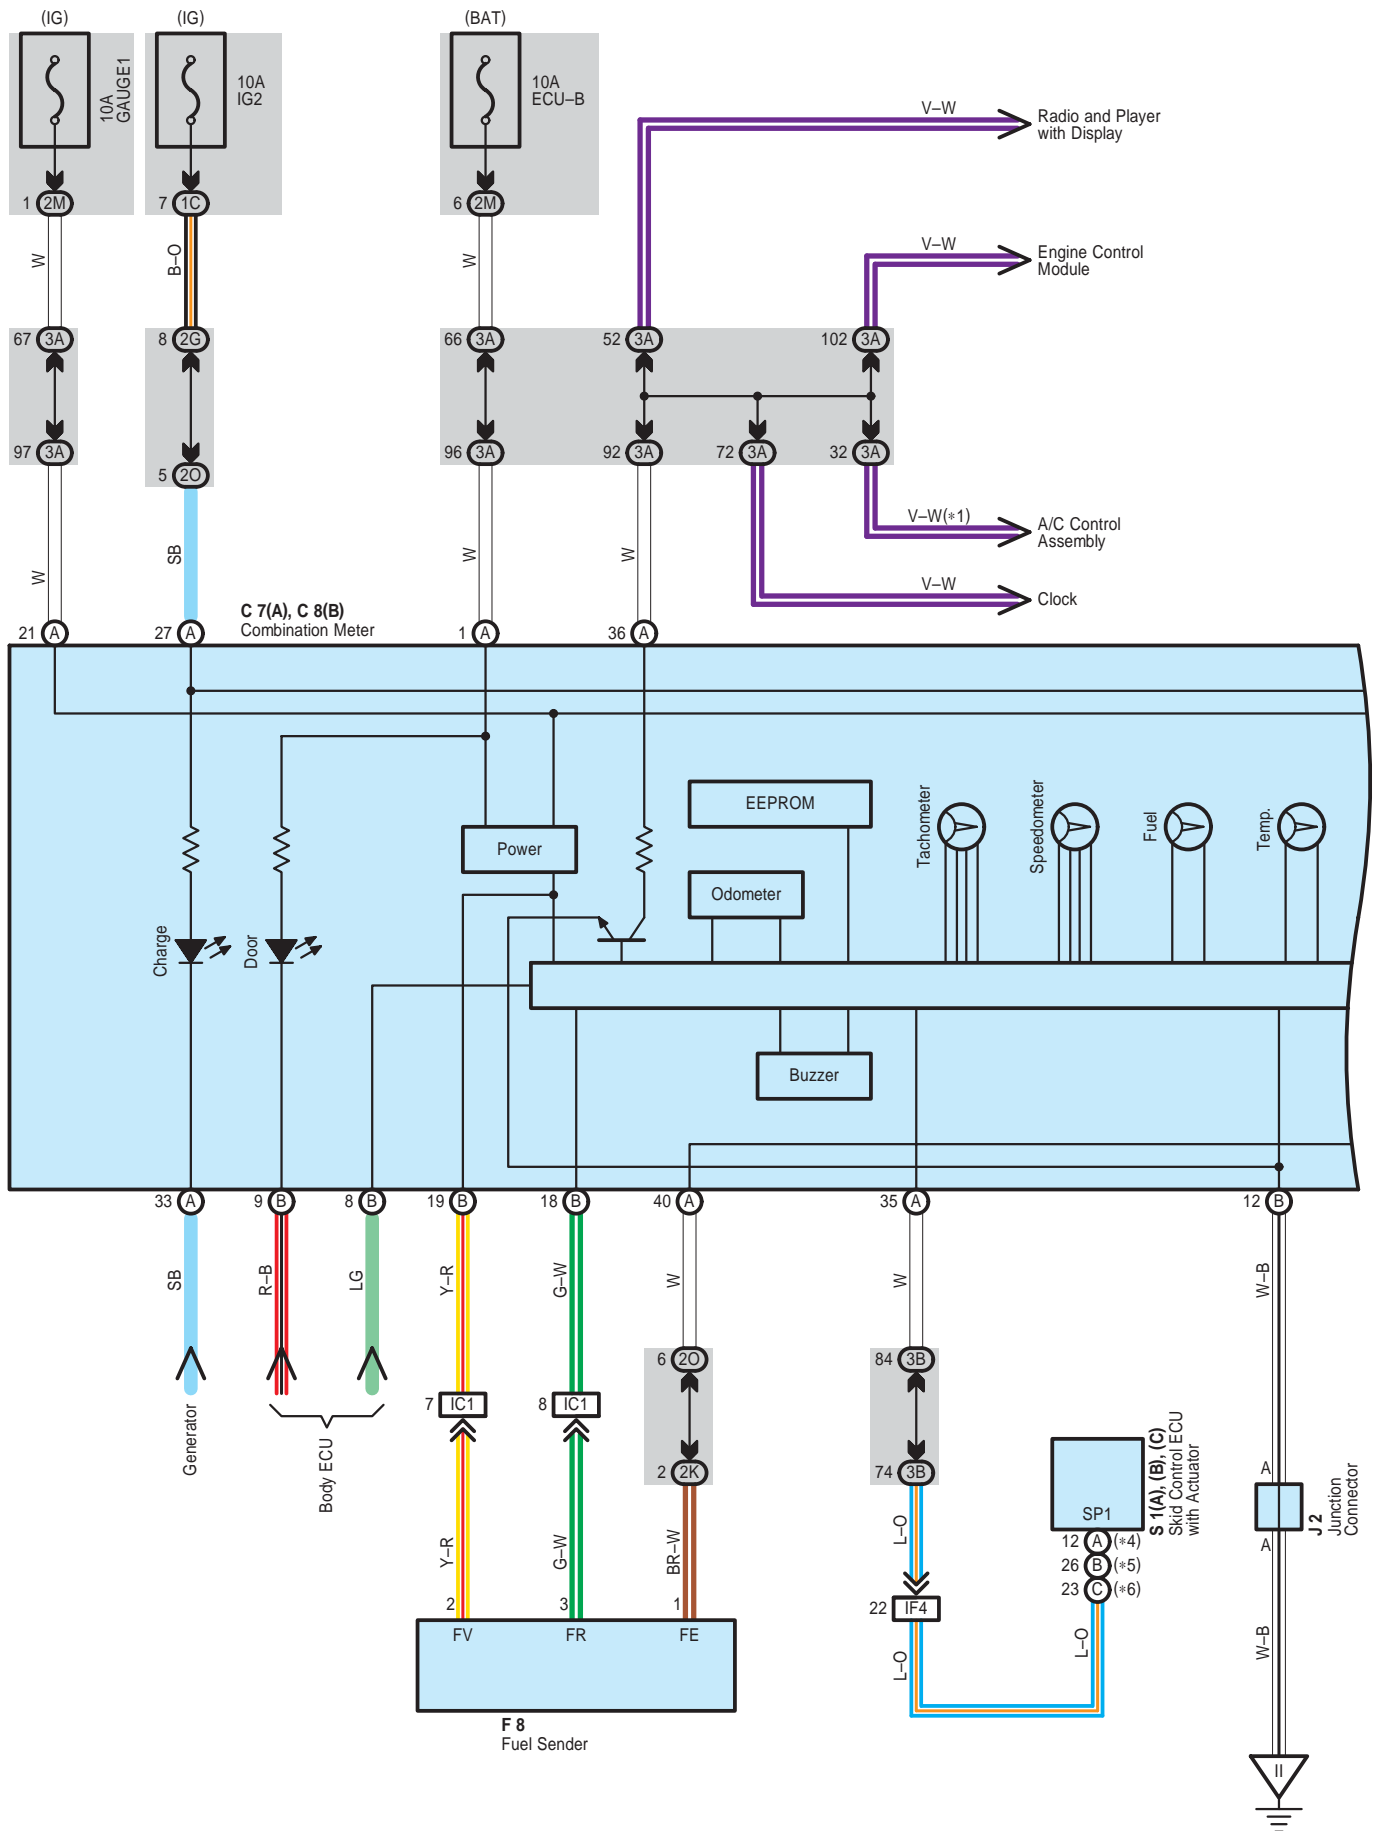 (IG)
(IG)
(BAT)
10A
GAUGE1
10A
IG2
10A
ECU–B
1 2M
7 1C
6 2M
V–W
Radio and Player
with Display
W
B–O
W
V–W
Engine Control
Module
67 3A
8 2G
66 3A
52 3A
102 3A
97 3A
5 2O
96 3A
92 3A
72 3A
32 3A
V–W(∗1)
A/C Control
Assembly
W
SB
W
W
V–W
Clock
C 7(A), C 8(B)
Combination Meter
21 A
27 A
1 A
36 A
EEPROM
Power
Odometer
Tachometer
Speedometer
Fuel
Temp.
Charge
Door
Buzzer
33 A
9 B
8 B
19 B
18 B
40 A
35 A
12 B
SB
R–B
LG
Y–R
G–W
W
W
W–B
6 2O
84 3B
7 IC1
8 IC1
Generator
Body ECU
2 2K
74 3B
SP1
S 1(A), (B), (C)
Skid Control ECU
with Actuator
12 A (∗4)
26 B (∗5)
23 C (∗6)
A
A
J 2
Junction
Connector
Y–R
G–W
BR–W
L–O
22 IF4
L–O
L–O
W–B
2
3
1
FV
FR
FE
F 8
Fuel Sender
II